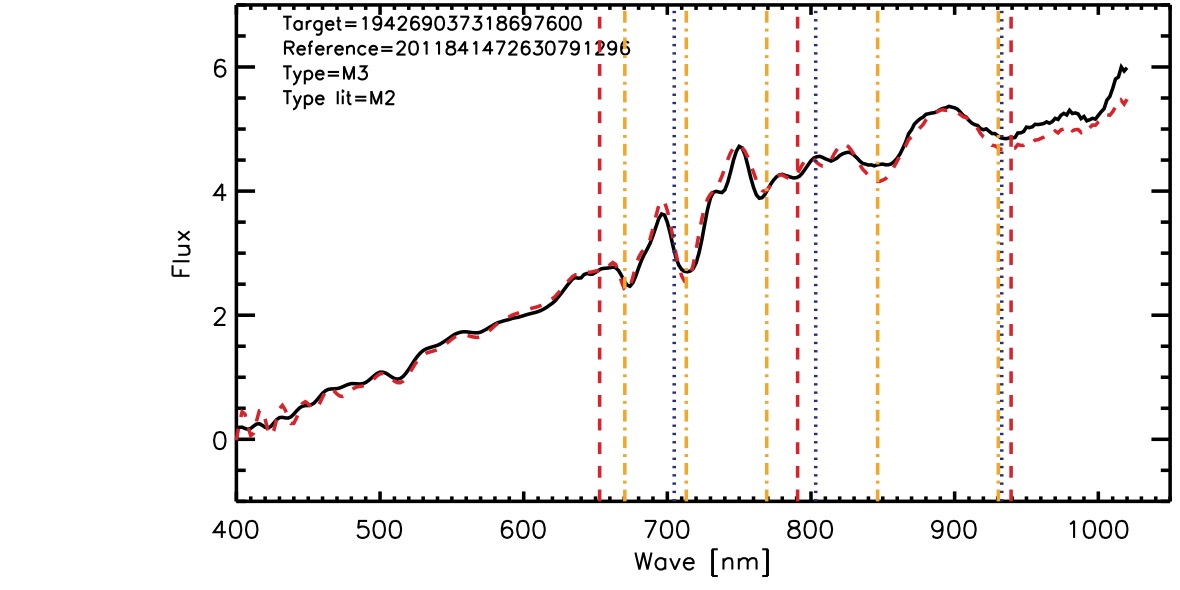 Target=194269037318697600
Reference=2011841472630791296
Type=M3
Type lit=M2
6
4
2
0
Flux
400 500 600 700 800 900 1000
Wave [nm]